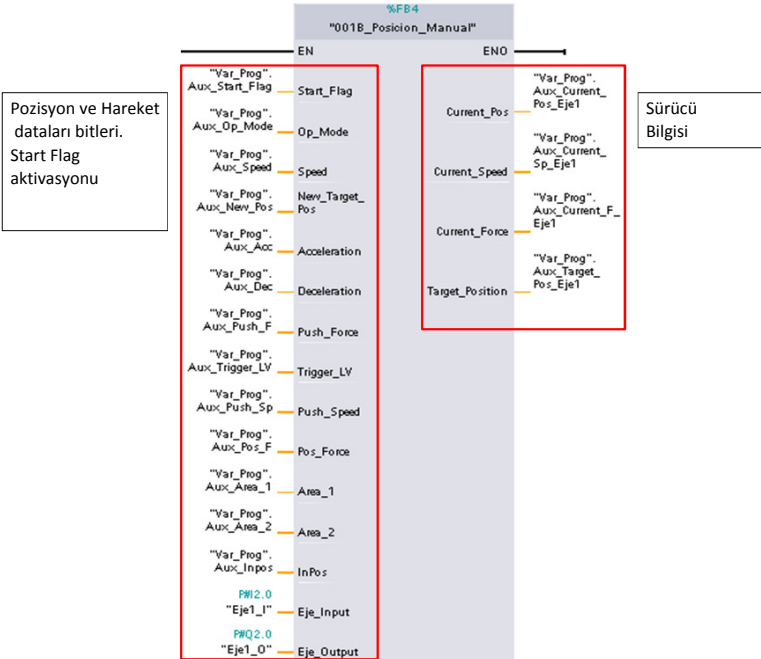 %FB4
"001B_Posicion_Manual"
EN
ENO
Pozisyon ve Hareket
dataları bitleri.
Start Flag
aktivasyonu
"Var_Prog".
Aux_Start_Flag
Start_Flag
"Var_Prog".
Aux_Op_Mode
Op_Mode
"Var_Prog".
Aux_Speed
Speed
"Var_Prog".
Aux_New_Pos
New_Target_
Pos
"Var_Prog".
Aux_Acc
Acceleration
"Var_Prog".
Aux_Dec
Deceleration
"Var_Prog".
Aux_Push_F
Push_Force
"Var_Prog".
Aux_Trigger_LV
Trigger_LV
"Var_Prog".
Aux_Push_Sp
Push_Speed
"Var_Prog".
Aux_Pos_F
Pos_Force
"Var_Prog".
Aux_Area_1
Area_1
"Var_Prog".
Aux_Area_2
Area_2
"Var_Prog".
Aux_Inpos
InPos
P#I2.0
"Eje1_I"
Eje_Input
P#Q2.0
"Eje1_O"
Eje_Output
Current_Pos
"Var_Prog".
Aux_Current_
Pos_Eje1
Current_Speed
"Var_Prog".
Aux_Current_
Sp_Eje1
Current_Force
"Var_Prog".
Aux_Current_F_
Eje1
Target_Position
"Var_Prog".
Aux_Target_
Pos_Eje1
Sürücü
Bilgisi